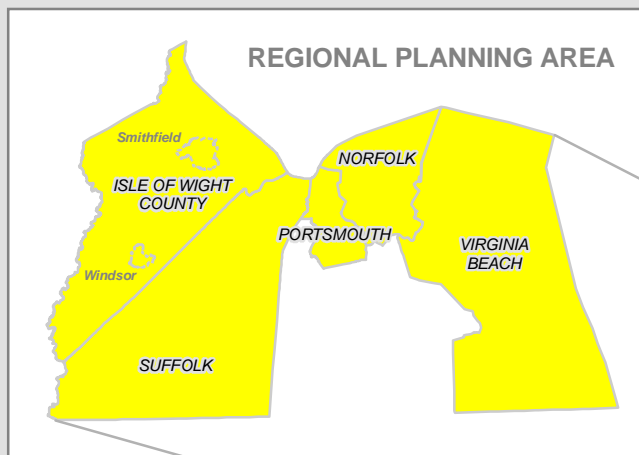 REGIONAL PLANNING AREA
Smithfield
NORFOLK
ISLE OF WIGHT
COUNTY
PORTSMOUTH
VIRGINIA
BEACH
Windsor
SUFFOLK